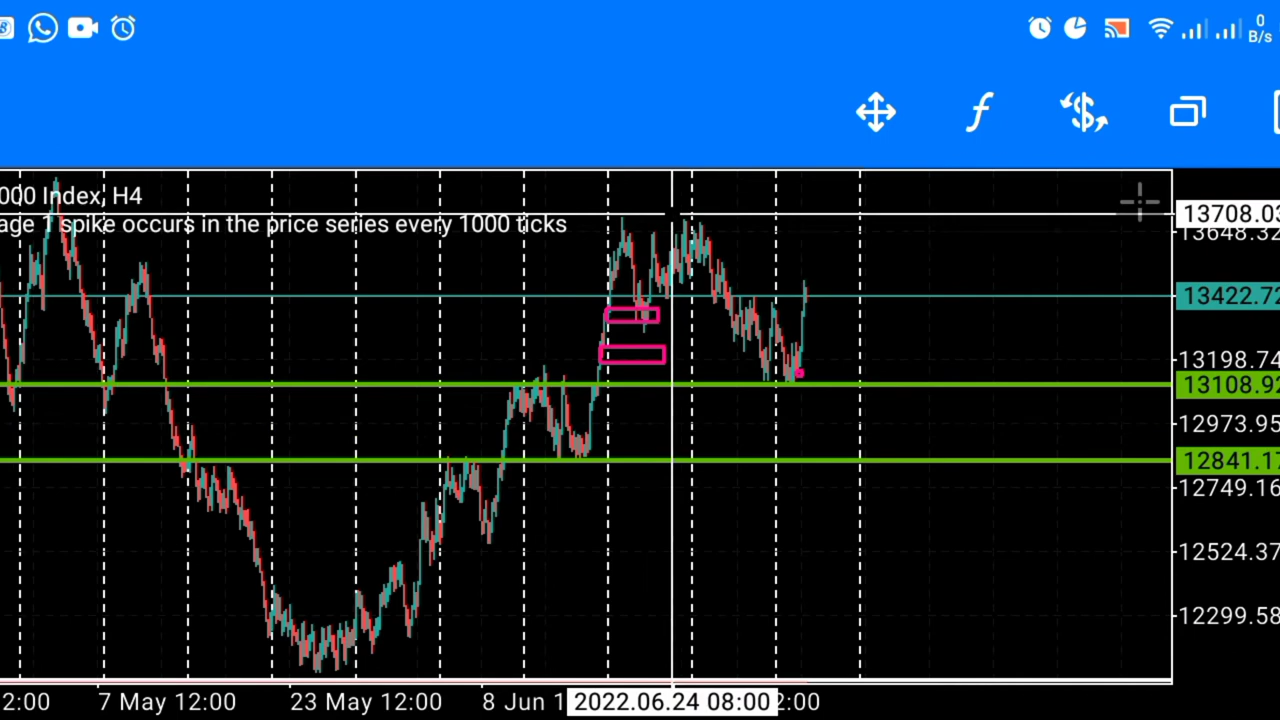 0
B/s
000 Index, H4
age 1 spike occurs in the price series every 1000 ticks
13708.03
13648.32
13422.72
13198.74
13108.92
12973.95
12841.17
12749.16
12524.37
12299.58
2:00 7 May 12:00 23 May 12:00 8 Jun 1 2022.06.24 08:00 2:00